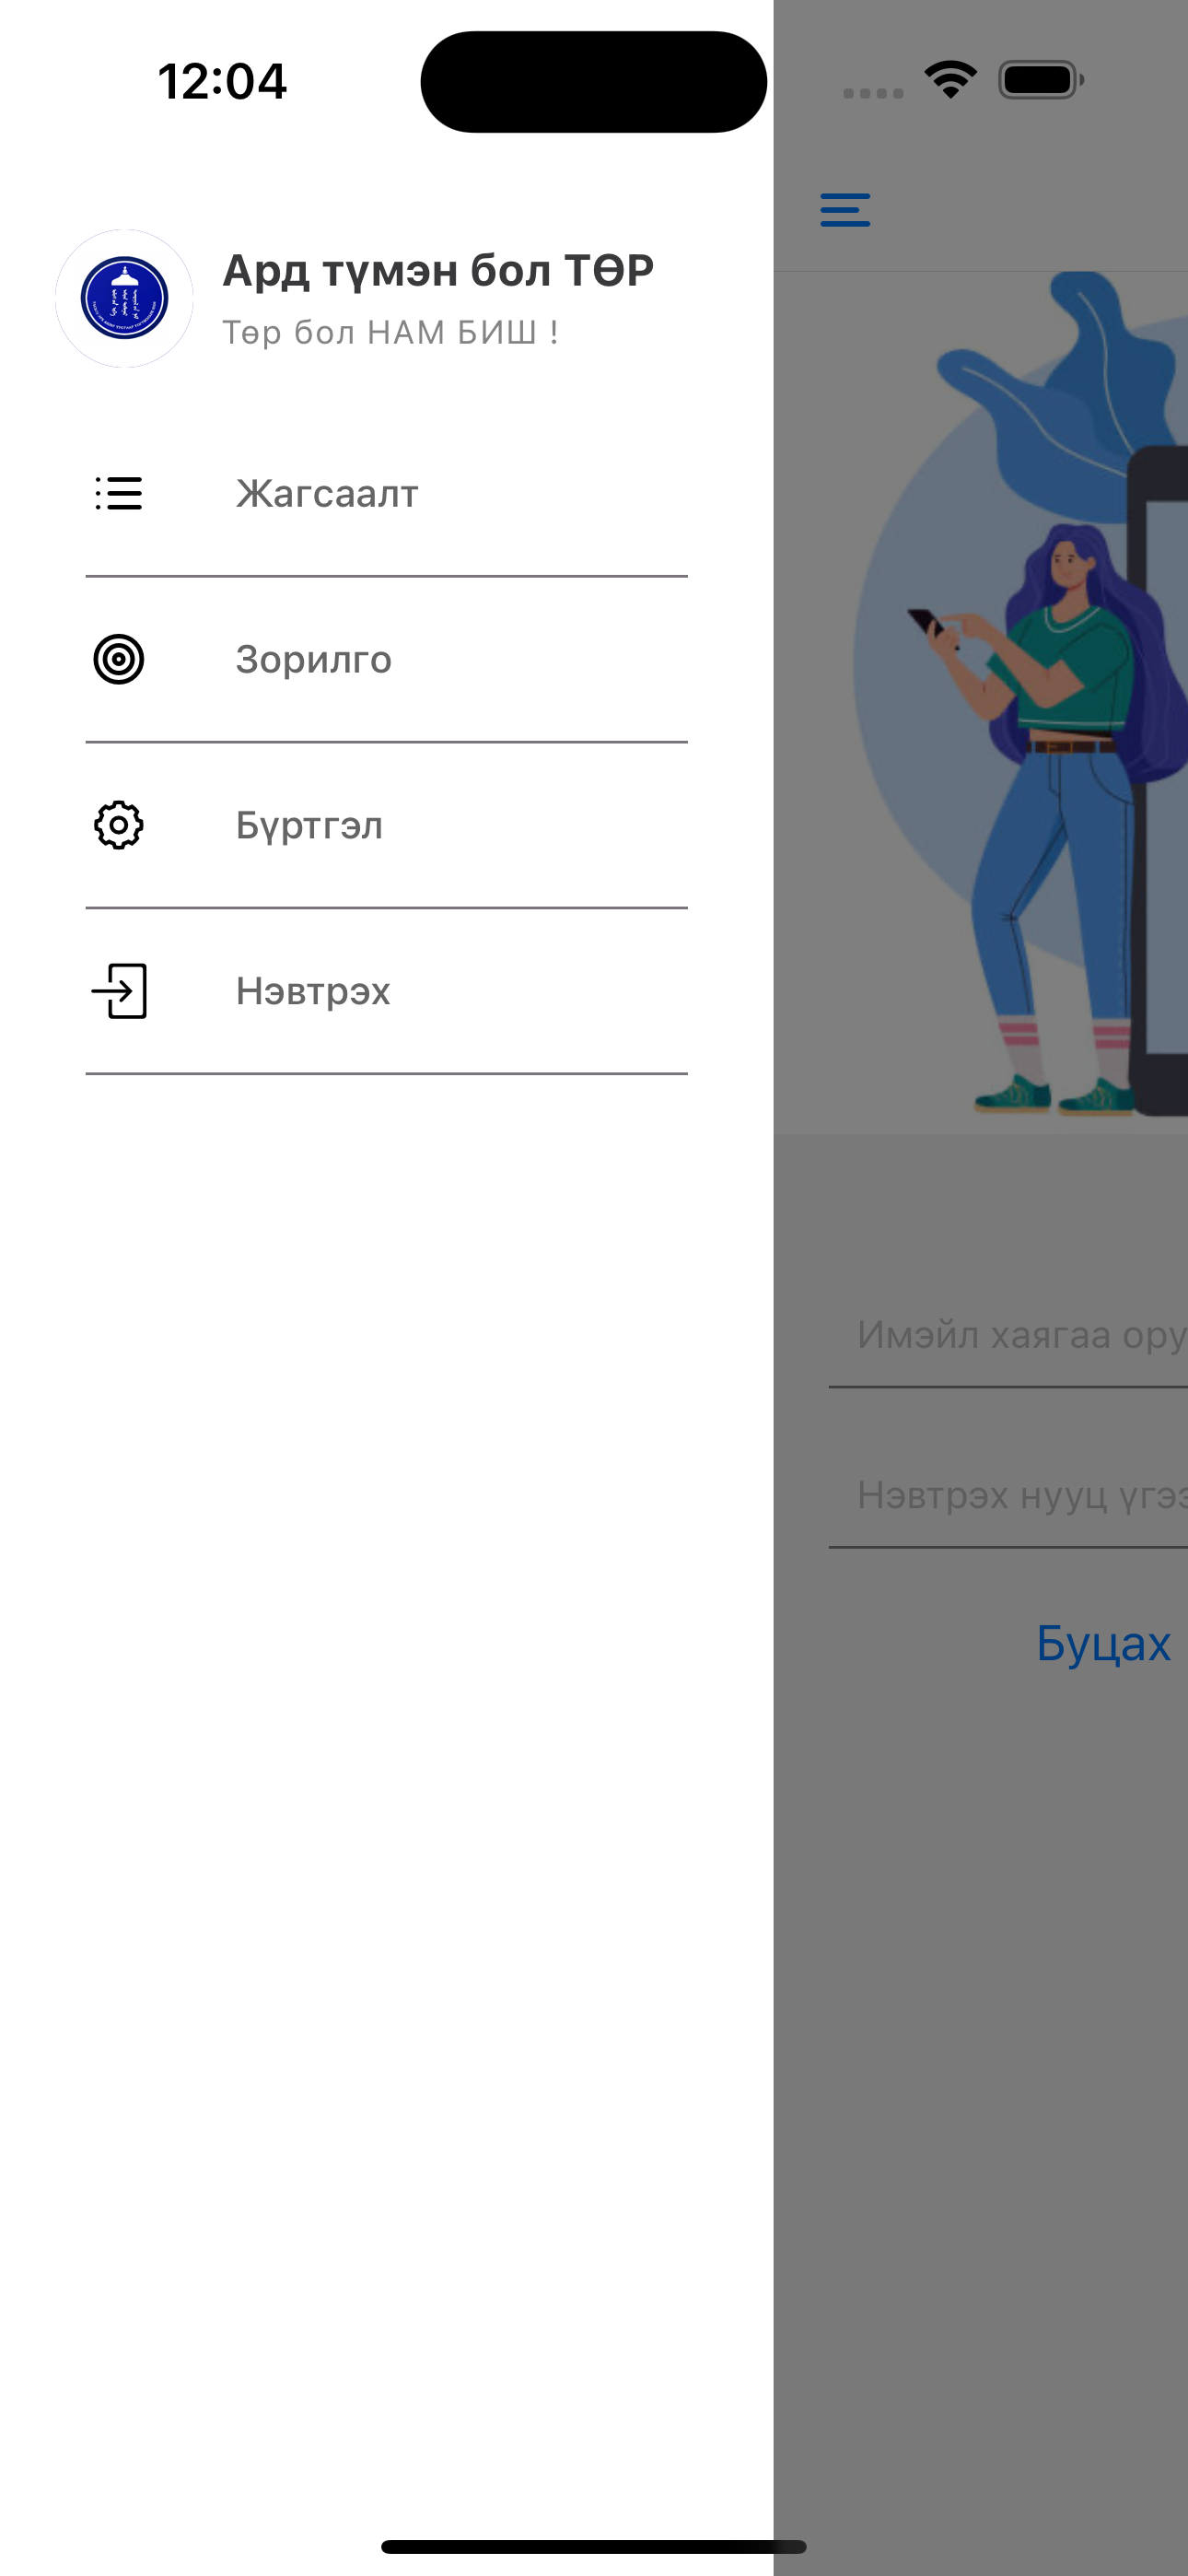 12:04
Ард түмэн бол ТӨР
Төр бол НАМ БИШ !
Жагсаалт
Зорилго
Бүртгэл
Нэвтрэх
Имэйл хаягаа ору
Нэвтрэх нууц үгээ
Буцах